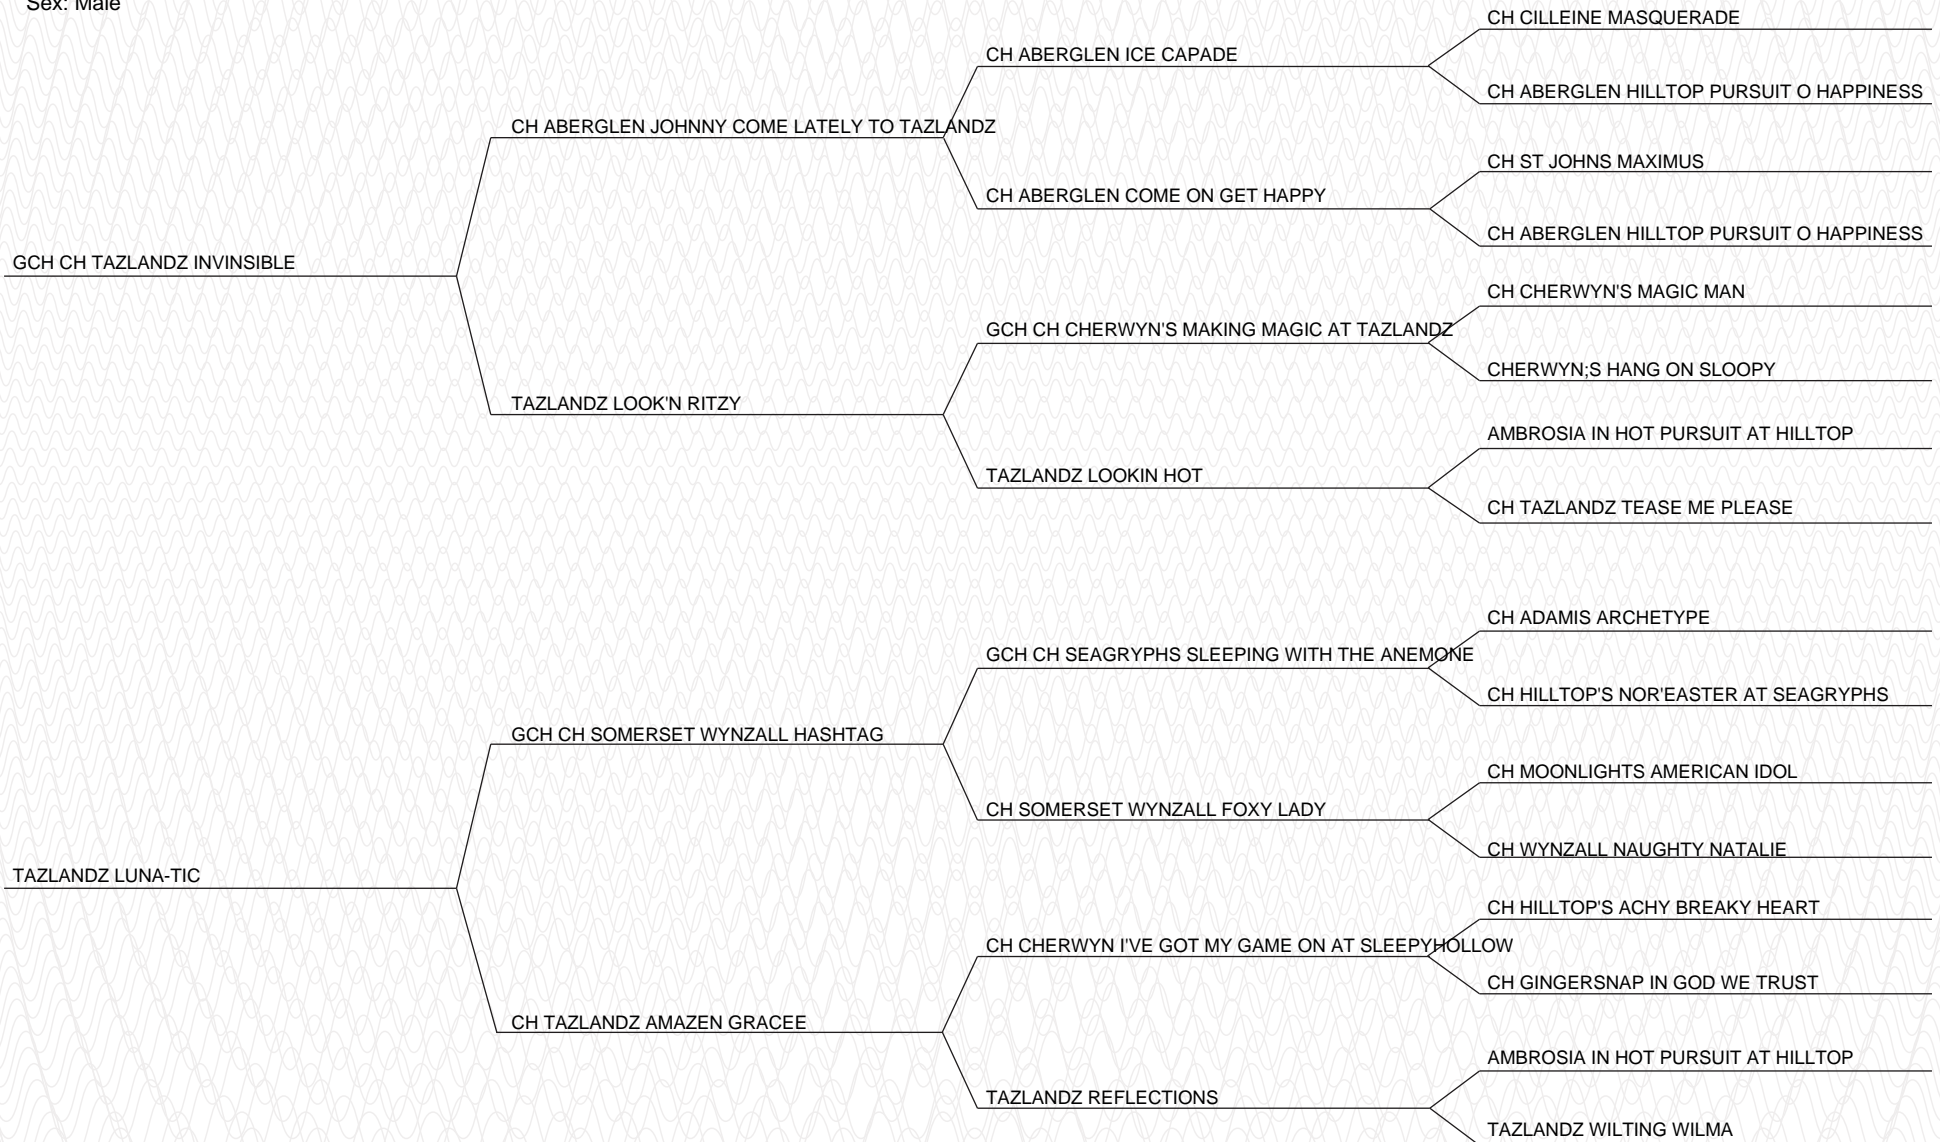 Sex: Male
CH CILLEINE MASQUERADE
CH ABERGLEN ICE CAPADE
CH ABERGLEN HILLTOP PURSUIT O HAPPINESS
CH ABERGLEN JOHNNY COME LATELY TO TAZLANDZ
CH ST JOHNS MAXIMUS
CH ABERGLEN COME ON GET HAPPY
CH ABERGLEN HILLTOP PURSUIT O HAPPINESS
GCH CH TAZLANDZ INVINSIBLE
CH CHERWYN'S MAGIC MAN
GCH CH CHERWYN'S MAKING MAGIC AT TAZLANDZ
CHERWYN;S HANG ON SLOOPY
TAZLANDZ LOOK'N RITZY
AMBROSIA IN HOT PURSUIT AT HILLTOP
TAZLANDZ LOOKIN HOT
CH TAZLANDZ TEASE ME PLEASE
CH ADAMIS ARCHETYPE
GCH CH SEAGRYPHS SLEEPING WITH THE ANEMONE
CH HILLTOP'S NOR'EASTER AT SEAGRYPHS
GCH CH SOMERSET WYNZALL HASHTAG
CH MOONLIGHTS AMERICAN IDOL
CH SOMERSET WYNZALL FOXY LADY
CH WYNZALL NAUGHTY NATALIE
TAZLANDZ LUNA-TIC
CH HILLTOP'S ACHY BREAKY HEART
CH CHERWYN I'VE GOT MY GAME ON AT SLEEPYHOLLOW
CH GINGERSNAP IN GOD WE TRUST
CH TAZLANDZ AMAZEN GRACEE
AMBROSIA IN HOT PURSUIT AT HILLTOP
TAZLANDZ REFLECTIONS
TAZLANDZ WILTING WILMA